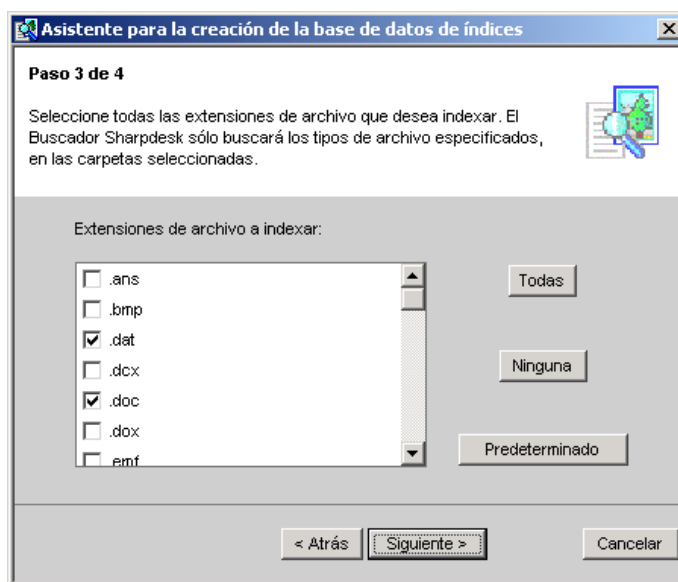 Asistente para la creación de la base de datos de índices
Paso 3 de 4
Seleccione todas las extensiones de archivo que desea indexar. El
Buscador Sharpdesk sólo buscará los tipos de archivo especificados,
en las carpetas seleccionadas.
Extensiones de archivo a indexar:
.ans
.bmp
.dat
.dcx
.doc
.dox
.emf
Todas
Ninguna
Predeterminado
< Atrás
Siguiente >
Cancelar